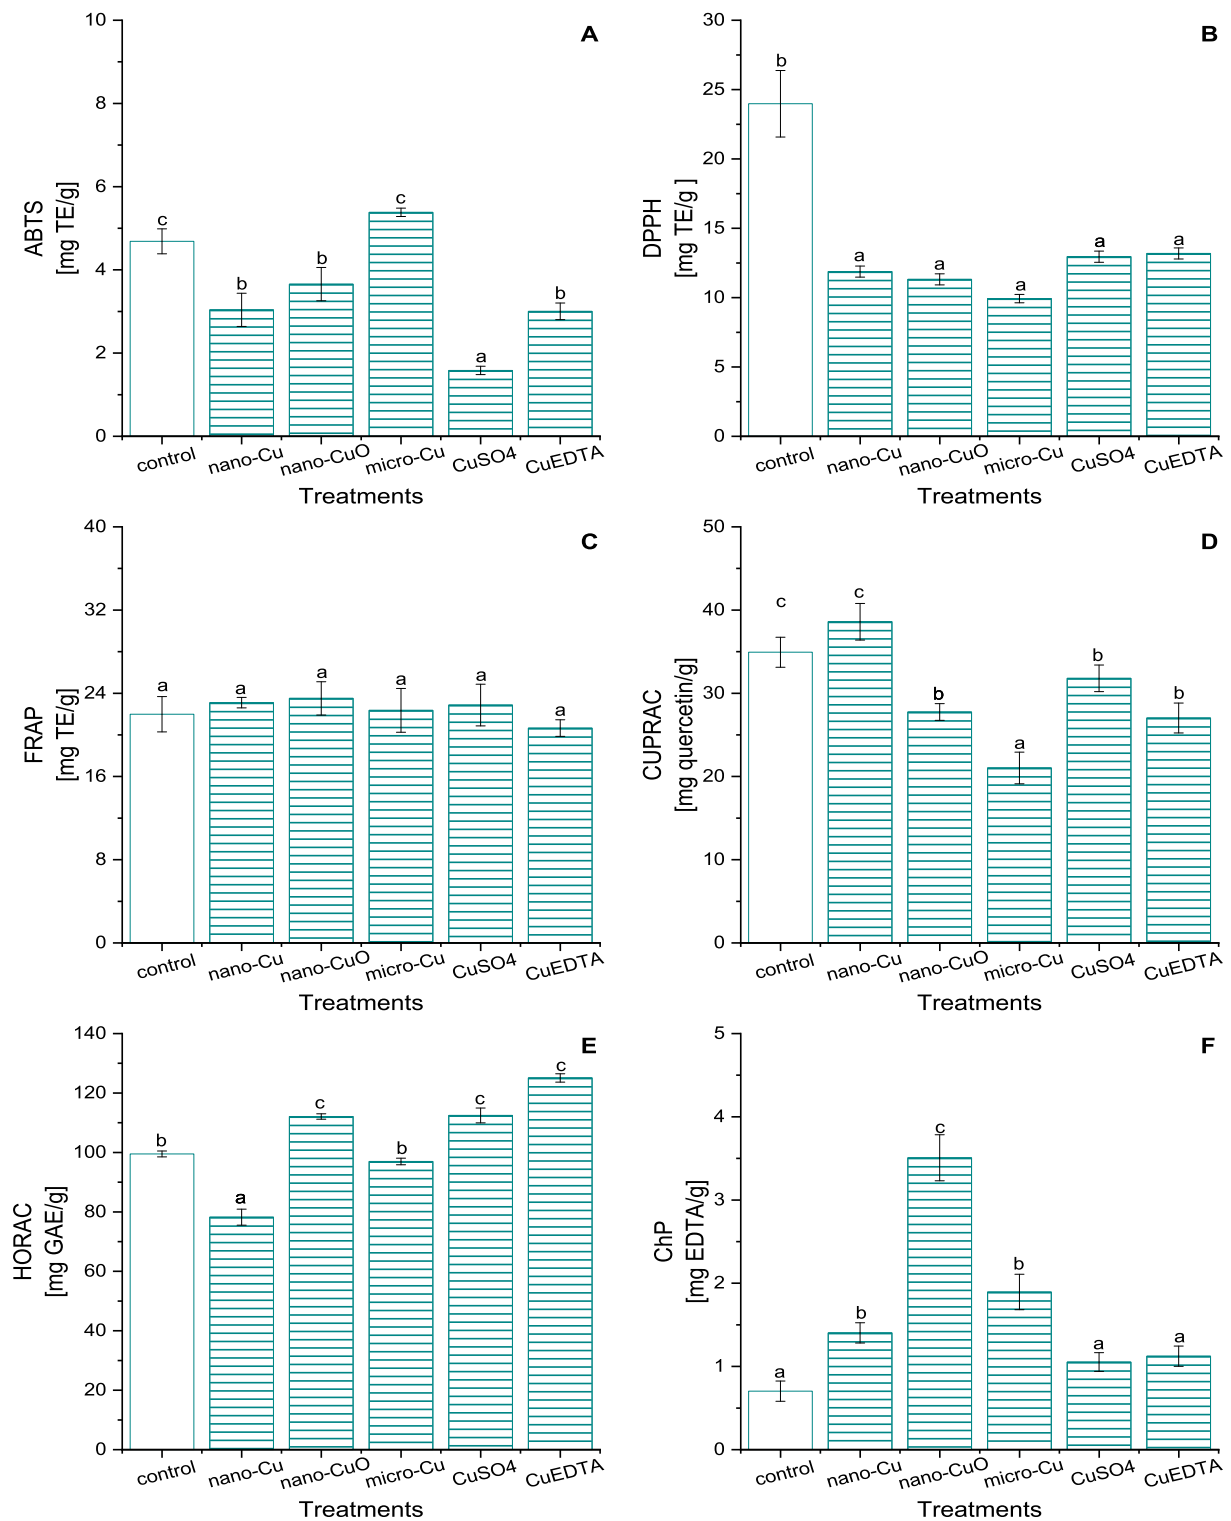 A
10
8
6
4
2
0
ABTS
[mg TE/g]
c
b
b
c
a
b
control
nano-Cu
nano-CuO
micro-Cu
CuSO4
CuEDTA
Treatments
B
30
25
20
15
10
5
0
DPPH
[mg TE/g ]
b
a
a
a
a
a
control
nano-Cu
nano-CuO
micro-Cu
CuSO4
CuEDTA
Treatments
C
40
32
24
16
8
0
FRAP
[mg TE/g]
a
a
a
a
a
a
control
nano-Cu
nano-CuO
micro-Cu
CuSO4
CuEDTA
Treatments
D
50
40
30
20
10
0
CUPRAC
[mg quercetin/g]
c
c
b
a
b
b
control
nano-Cu
nano-CuO
micro-Cu
CuSO4
CuEDTA
Treatments
E
140
120
100
80
60
40
20
0
HORAC
[mg GAE/g]
b
a
c
b
c
c
control
nano-Cu
nano-CuO
micro-Cu
CuSO4
CuEDTA
Treatments
F
5
4
3
2
1
0
ChP
[mg EDTA/g]
a
b
c
b
a
a
control
nano-Cu
nano-CuO
micro-Cu
CuSO4
CuEDTA
Treatments